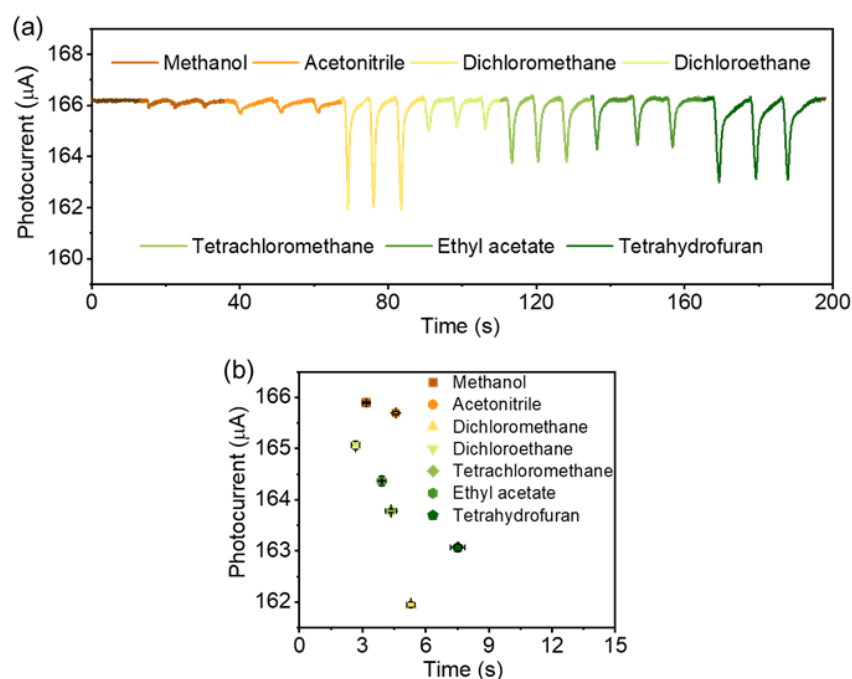 (a)
168
166
164
162
160
Photocurrent (μA)
Methanol Acetonitrile Dichloromethane Dichloroethane
Tetrachloromethane Ethyl acetate Tetrahydrofuran
0 40 80 120 160 200
Time (s)
(b)
166
165
164
163
162
Photocurrent (μA)
Methanol
Acetonitrile
Dichloromethane
Dichloroethane
Tetrachloromethane
Ethyl acetate
Tetrahydrofuran
0 3 6 9 12 15
Time (s)